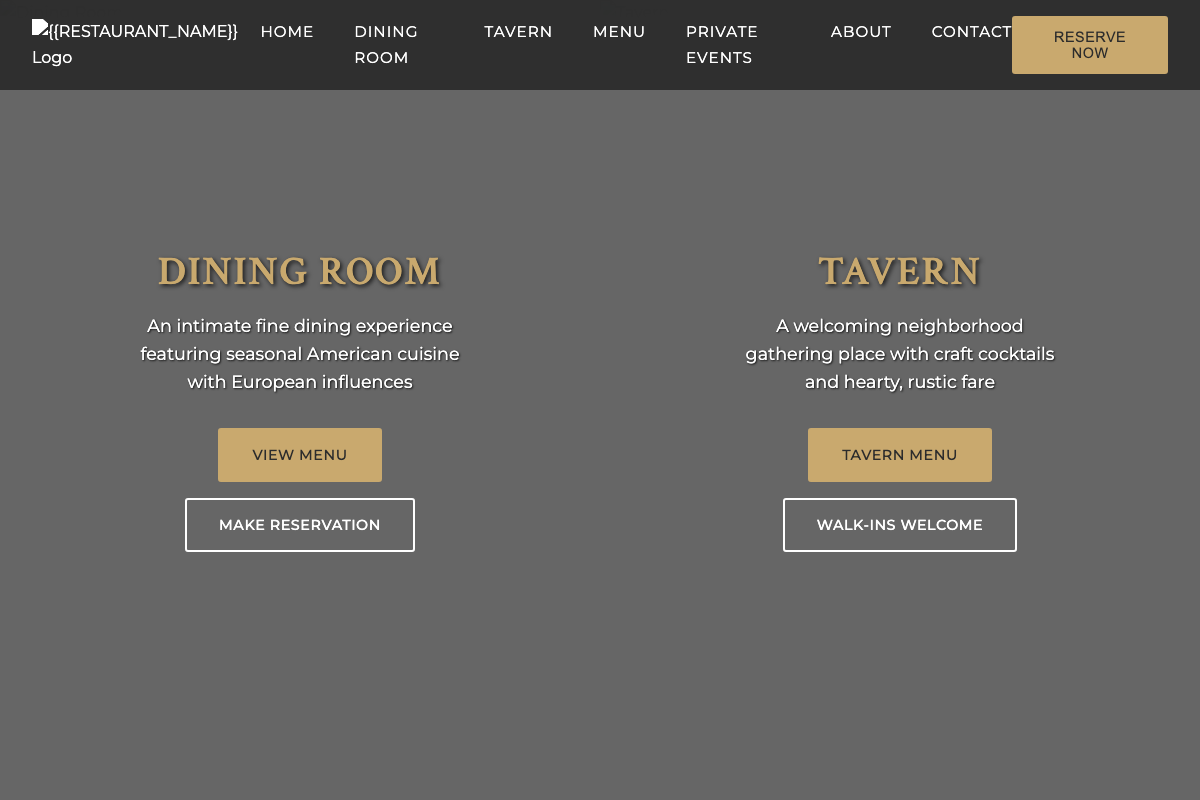 {{RESTAURANT_NAME}} Logo
HOME
DINING ROOM
TAVERN
MENU
PRIVATE EVENTS
ABOUT
CONTACT
RESERVE NOW
DINING ROOM
An intimate fine dining experience
featuring seasonal American cuisine
with European influences
VIEW MENU
MAKE RESERVATION
TAVERN
A welcoming neighborhood
gathering place with craft cocktails
and hearty, rustic fare
TAVERN MENU
WALK-INS WELCOME